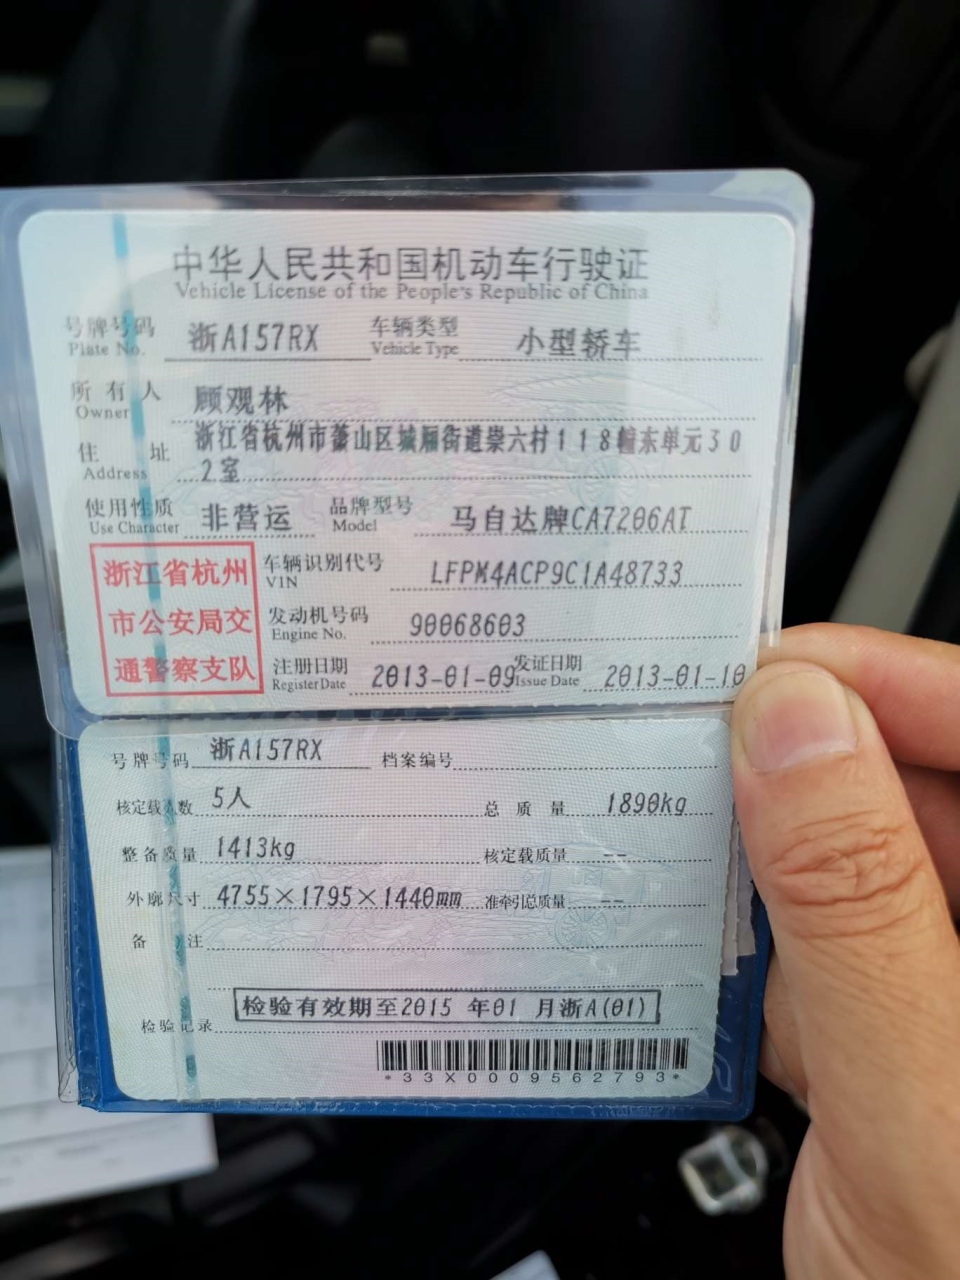 中华人民共和国机动车行驶证
Vehicle License of the People's Republic of China
号牌号码 浙A157RX 车辆类型 小型轿车
Plate No. Vehicle Type
所有人 顾观林
Owner
住址 浙江省杭州市萧山区城厢街道崇六村118幢东单元30
Address 2室
使用性质 非营运 品牌型号 马自达牌CA7206AT
Use Character Model
浙江省杭州
市公安局交
通警察支队
车辆识别代号 LFPM4ACP9C1A48733
VIN
发动机号码 90068603
Engine No.
注册日期 2013-01-09 发证日期 2013-01-10
Register Date Issue Date
号牌号码 浙A157RX 档案编号
核定载人数 5人 总质量 1890kg
整备质量 1413kg 核定载质量 --
外廓尺寸 4755×1795×1440mm 准牵引总质量 --
备注
检验有效期至2015 年01 月浙A(01)
检验记录
*33X0009562793*